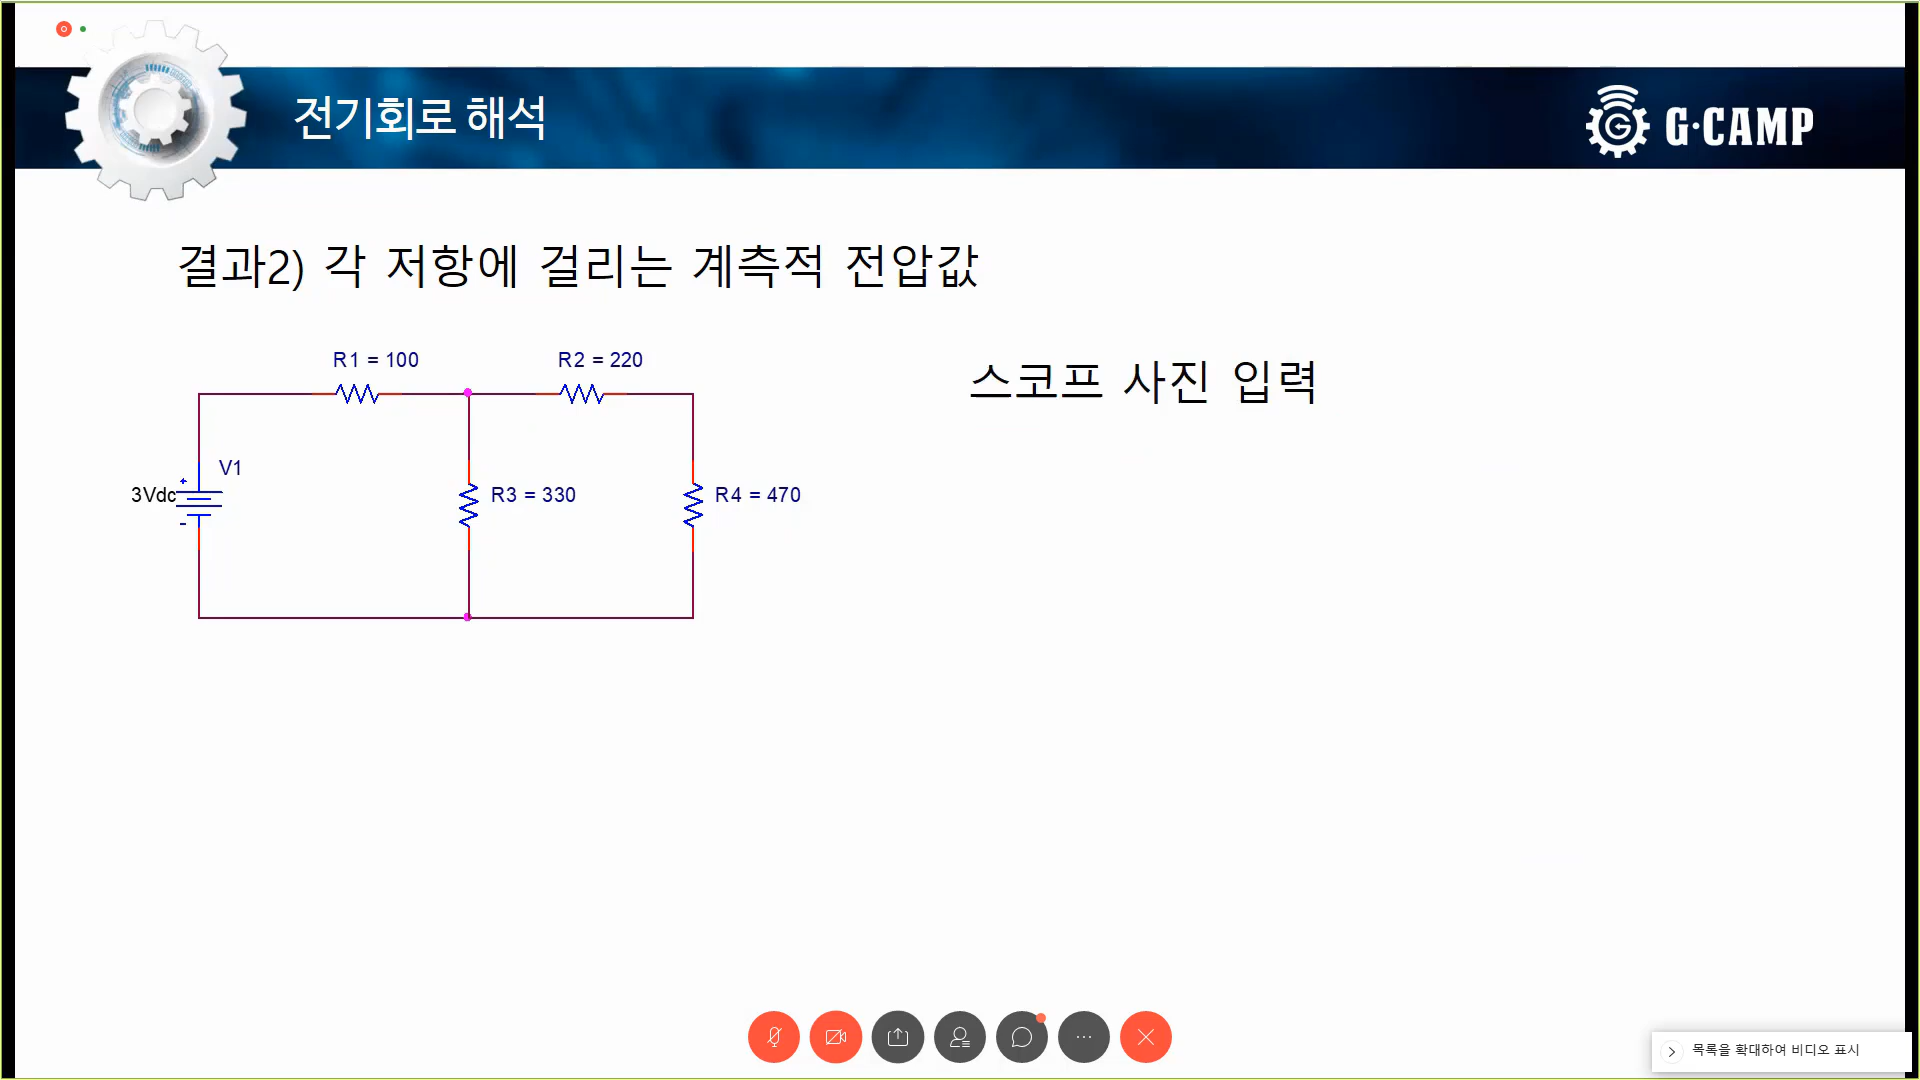 전기회로 해석
G·CAMP
결과2) 각 저항에 걸리는 계측적 전압값
스코프 사진 입력
R1 = 100
R2 = 220
V1
3Vdc
+
-
R3 = 330
R4 = 470
목록을 확대하여 비디오 표시